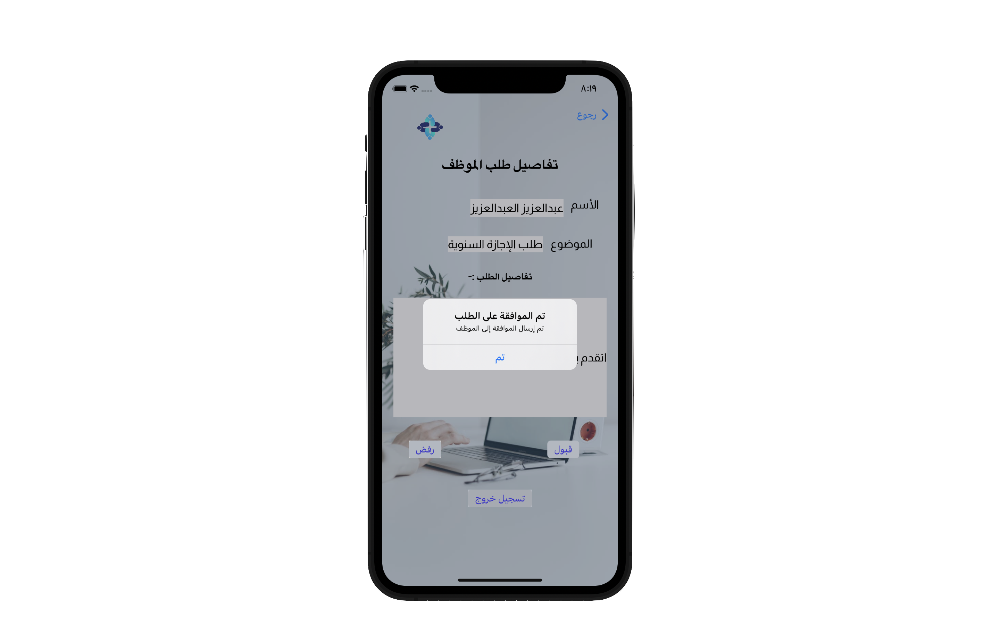 ٨:١٩
رجوع
تفاصيل طلب الموظف
الأسم عبدالعزيز العبدالعزيز
الموضوع طلب الإجازة السنوية
تفاصيل الطلب :-
تم الموافقة على الطلب
تم إرسال الموافقة إلى الموظف
اتقدم
تم
قبول رفض
تسجيل خروج